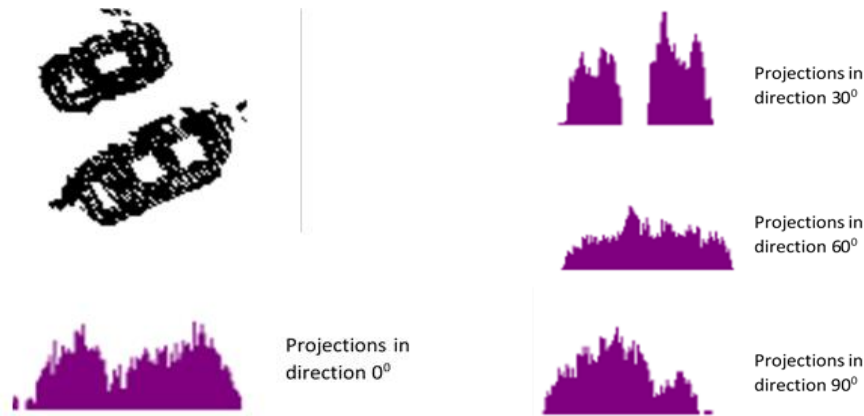 Projections in
direction 30⁰
Projections in
direction 60⁰
Projections in
direction 0⁰
Projections in
direction 90⁰